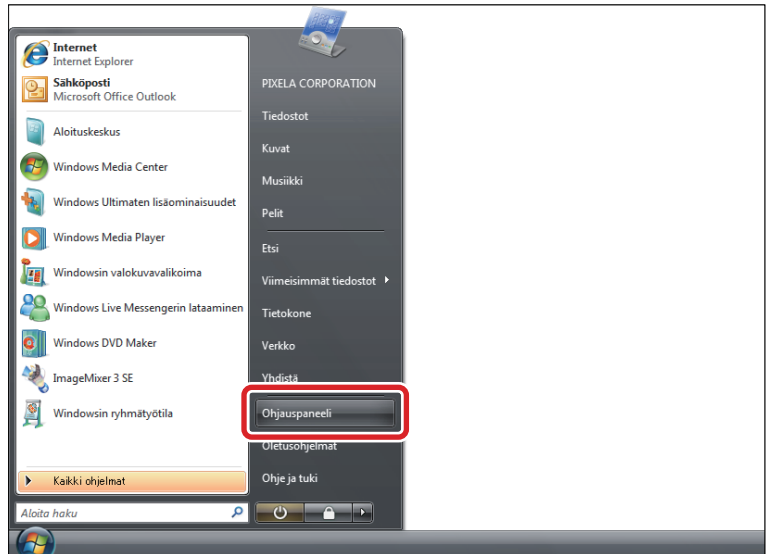 Internet
Internet Explorer
Sähköposti
Microsoft Office Outlook
Aloituskeskus
Windows Media Center
Windows Ultimaten lisäominaisuudet
Windows Media Player
Windowsin valokuvavalikoima
Windows Live Messengerin lataaminen
Windows DVD Maker
ImageMixer 3 SE
Windowsin ryhmätyötila
Kaikki ohjelmat
Aloita haku
PIXELA CORPORATION
Tiedostot
Kuvat
Musiikki
Pelit
Etsi
Viimeisimmät tiedostot
Tietokone
Verkko
Yhdistä
Ohjauspaneeli
Oletusohjelmat
Ohje ja tuki